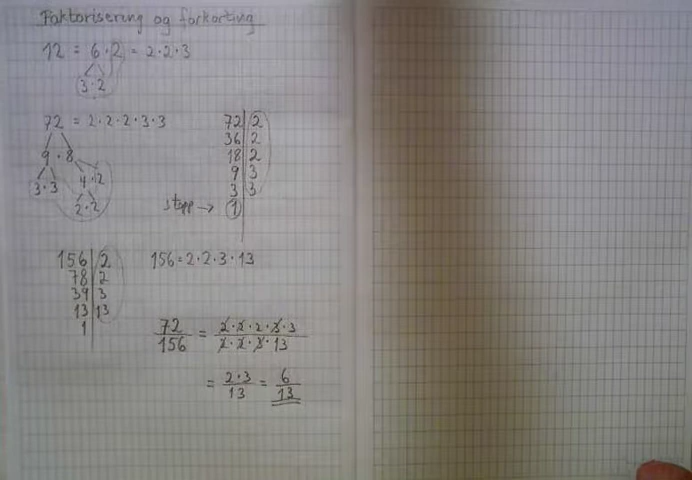 Faktorisering og forkorting
12 = 6 · 2 = 2 · 2 · 3
3 · 2
72 = 2 · 2 · 2 · 3 · 3
9 · 8
3 · 3 4 · 2
2 · 2
72 | 2
36 | 2
18 | 2
9 | 3
3 | 3
stopp → 1
156 | 2
78 | 2
39 | 3
13 | 13
1
156 = 2 · 2 · 3 · 13
72/156 = 2 · 2 · 2 · 3 · 3 / 2 · 2 · 3 · 13
= 2 · 3 / 13 = 6/13